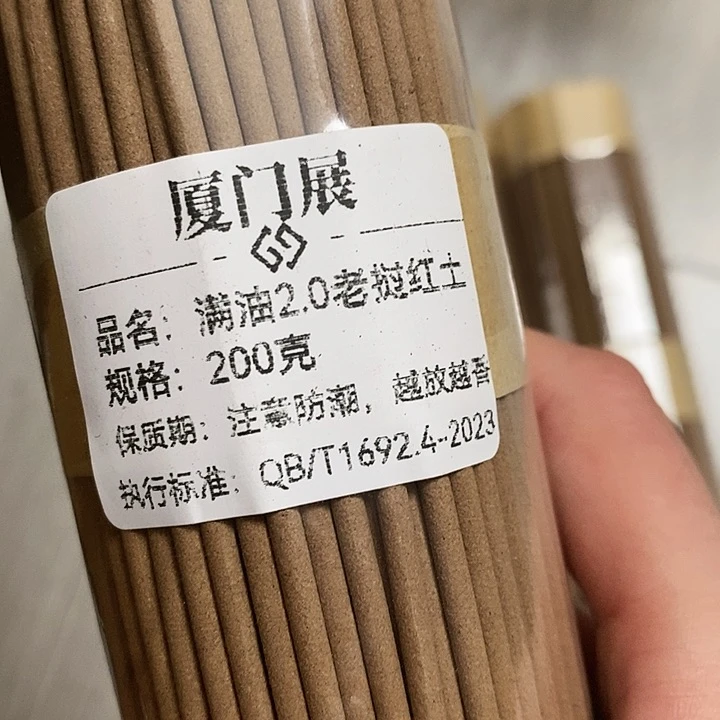 厦门展
品名：满油2.0老挝红土
规格：200克
保质期：注意防潮，越放越香
执行标准：QB/T1692.4-2023